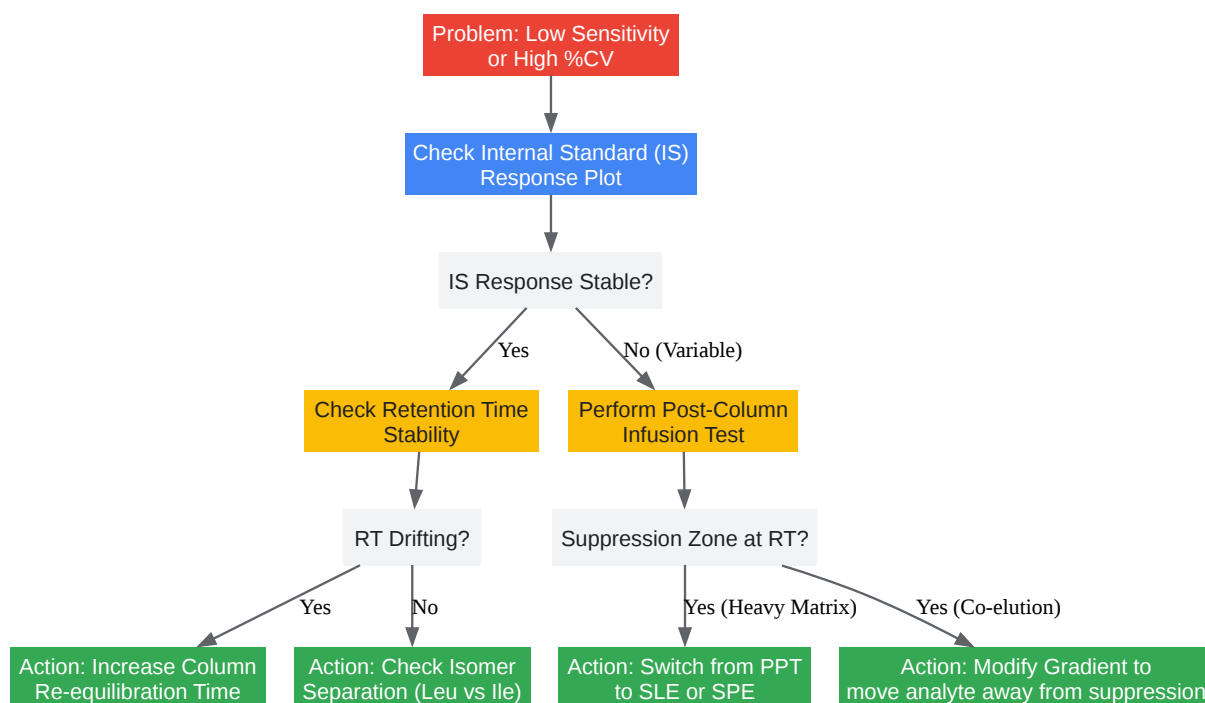 Problem: Low Sensitivity
or High %CV
Check Internal Standard (IS)
Response Plot
IS Response Stable?
Yes
No (Variable)
Check Retention Time
Stability
Perform Post-Column
Infusion Test
RT Drifting?
Suppression Zone at RT?
Yes
No
Yes (Heavy Matrix)
Yes (Co-elution)
Action: Increase Column
Re-equilibration Time
Action: Check Isomer
Separation (Leu vs Ile)
Action: Switch from PPT
to SLE or SPE
Action: Modify Gradient to
move analyte away from suppression